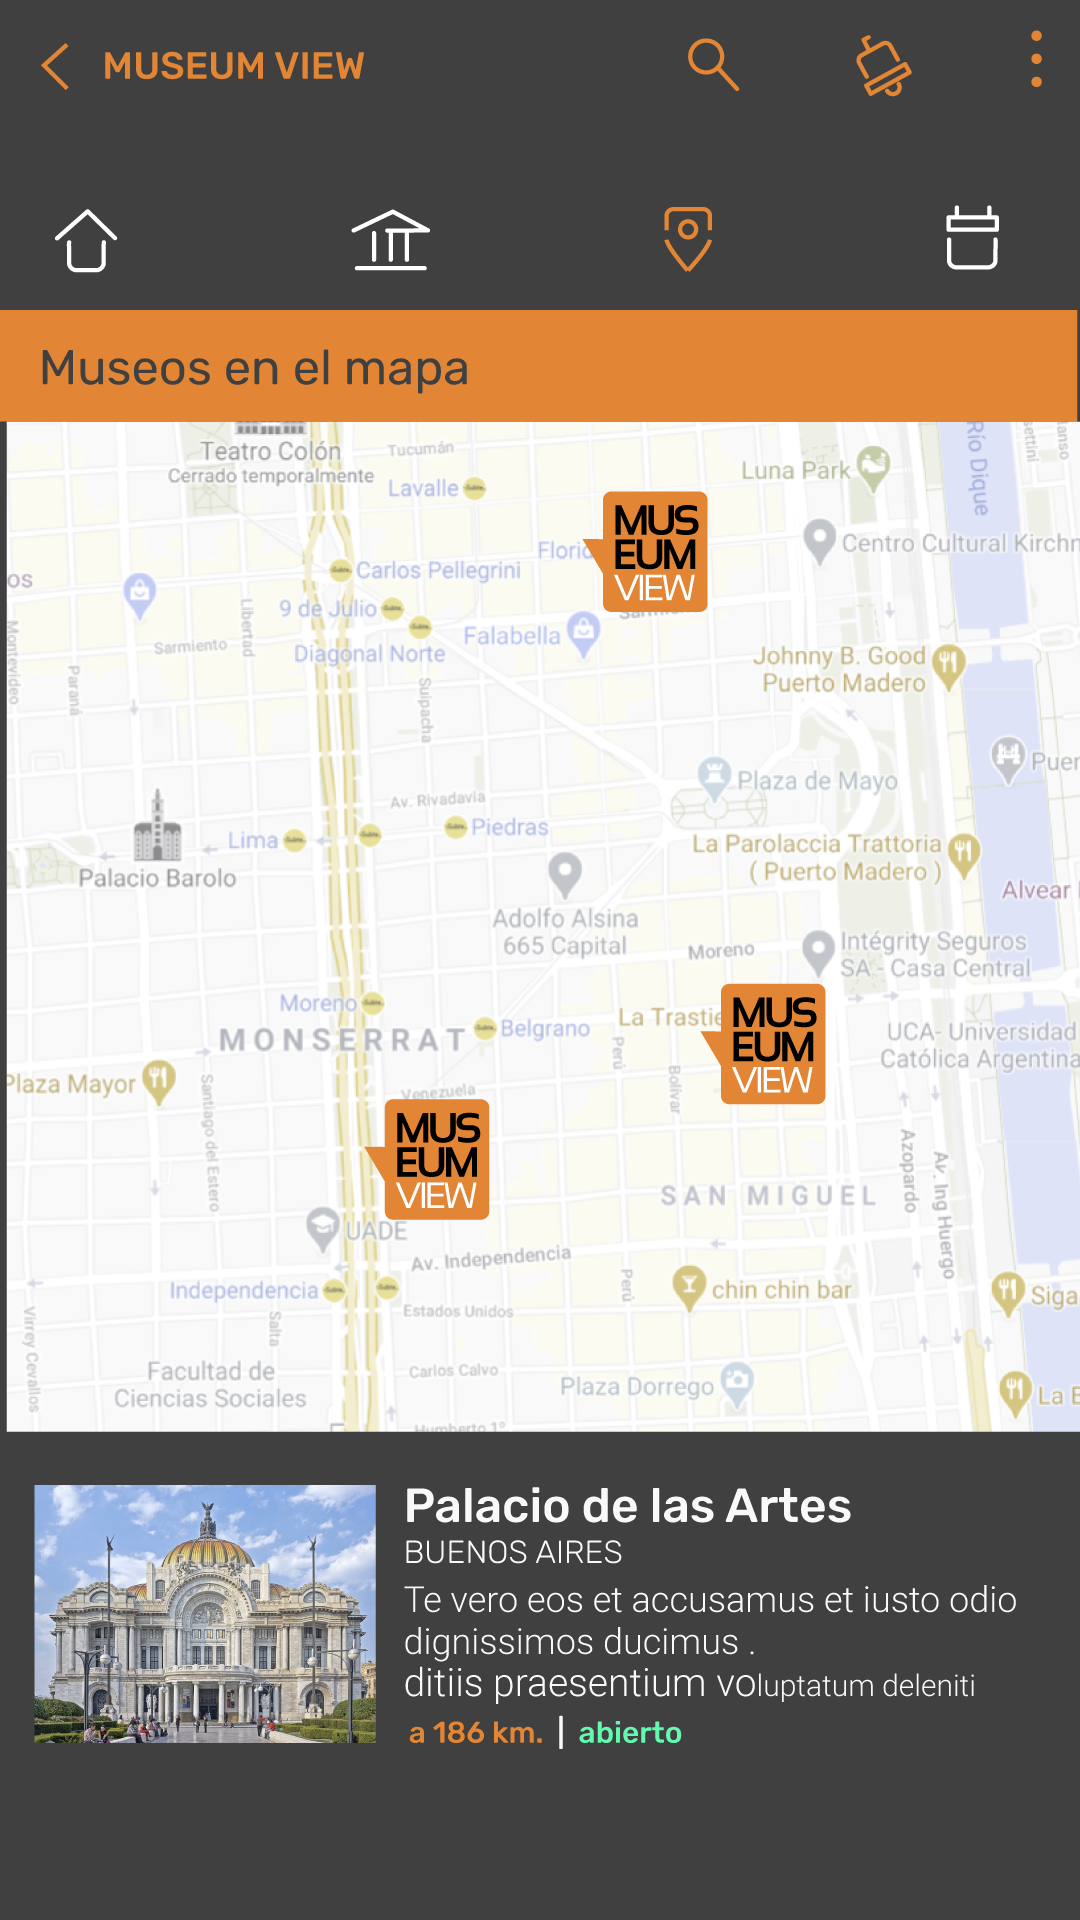 MUSEUM VIEW
Museos en el mapa
Teatro Colón
Cerrado temporalmente
Tucumán
Lavalle
Luna Park
Río Dique
MUS
EUM
VIEW
Centro Cultural Kirchn
os
Carlos Pellegrini
9 de Julio
Libertad
Montevideo
Falabella
Sarmiento
Diagonal Norte
Johnny B. Good
Puerto Madero
Paraná
Suipacha
Plaza de Mayo
Puer
Av. Rivadavia
Lima
Piedras
La Parolaccia Trattoria
( Puerto Madero )
Palacio Barolo
Alvear
Adolfo Alsina
665 Capital
Moreno
Intégrity Seguros
SA - Casa Central
Moreno
La Trastie
MUS
EUM
VIEW
MONSERRAT
Belgrano
UCA- Universidad
Católica Argentina
Perú
Bolívar
Plaza Mayor
Venezuela
Santiago del Estero
MUS
EUM
VIEW
Azopardo
Av. Ing Huergo
SAN MIGUEL
UADE
Av. Independencia
Independencia
Perú
chin chin bar
Siga
Estados Unidos
Salta
Virrey Cevallos
Facultad de
Ciencias Sociales
Carlos Calvo
Plaza Dorrego
La E
Humberto 1°
Palacio de las Artes
BUENOS AIRES
Te vero eos et accusamus et iusto odio
dignissimos ducimus .
ditiis praesentium voluptatum deleniti
a 186 km. | abierto